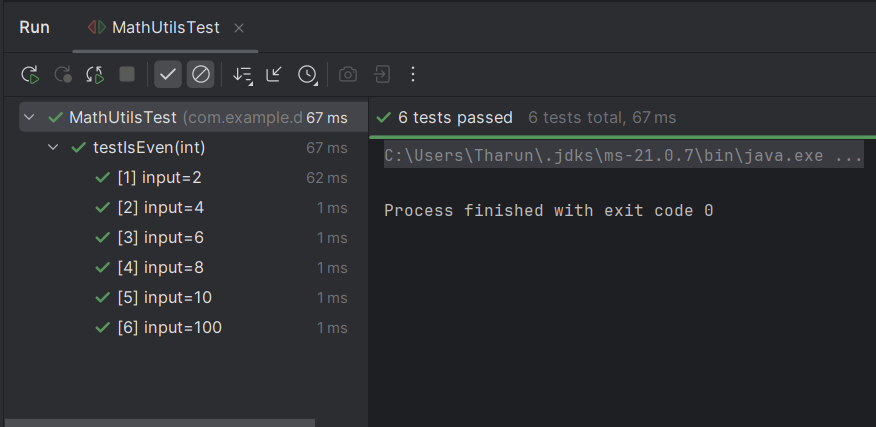 Run MathUtilsTest
MathUtilsTest (com.example.d 67 ms
testIsEven(int) 67 ms
[1] input=2 62 ms
[2] input=4 1 ms
[3] input=6 1 ms
[4] input=8 1 ms
[5] input=10 1 ms
[6] input=100 1 ms
6 tests passed 6 tests total, 67 ms
C:\Users\Tharun\.jdks\ms-21.0.7\bin\java.exe ...
Process finished with exit code 0